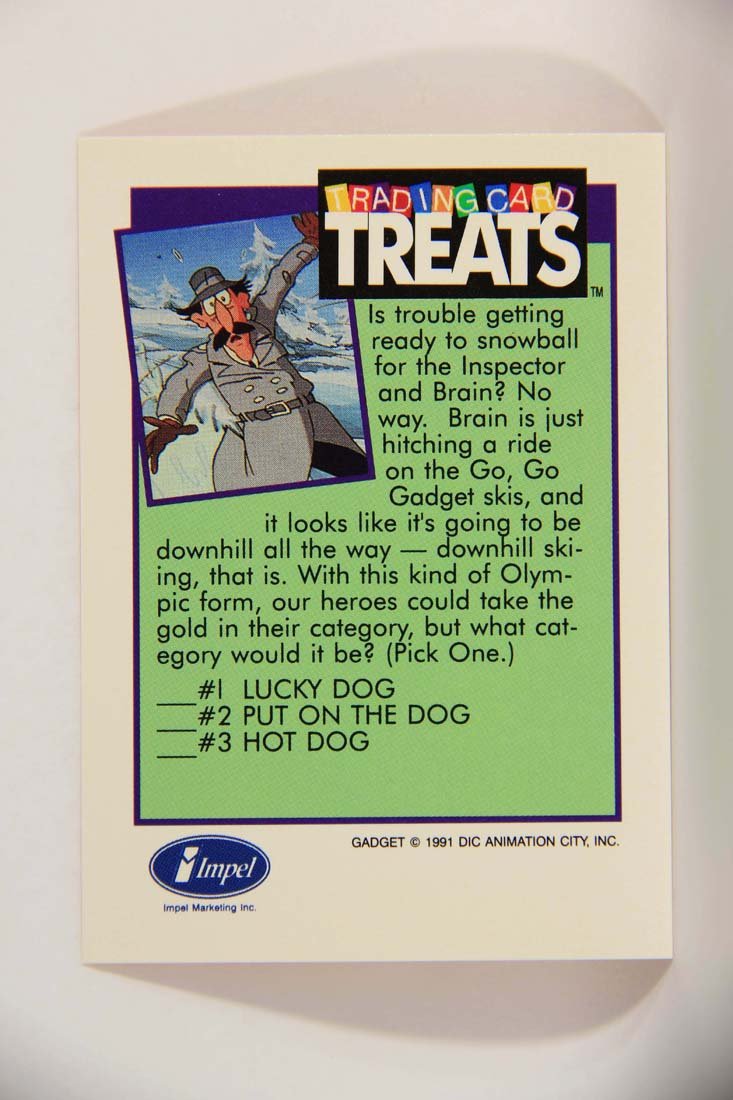 TRADING CARD
TREATS
TM
Is trouble getting
ready to snowball
for the Inspector
and Brain? No
way. Brain is just
hitching a ride
on the Go, Go
Gadget skis, and
it looks like it's going to be
downhill all the way — downhill ski-
ing, that is. With this kind of Olym-
pic form, our heroes could take the
gold in their category, but what cat-
egory would it be? (Pick One.)
___#1 LUCKY DOG
___#2 PUT ON THE DOG
___#3 HOT DOG
GADGET © 1991 DIC ANIMATION CITY, INC.
Impel
Impel Marketing Inc.